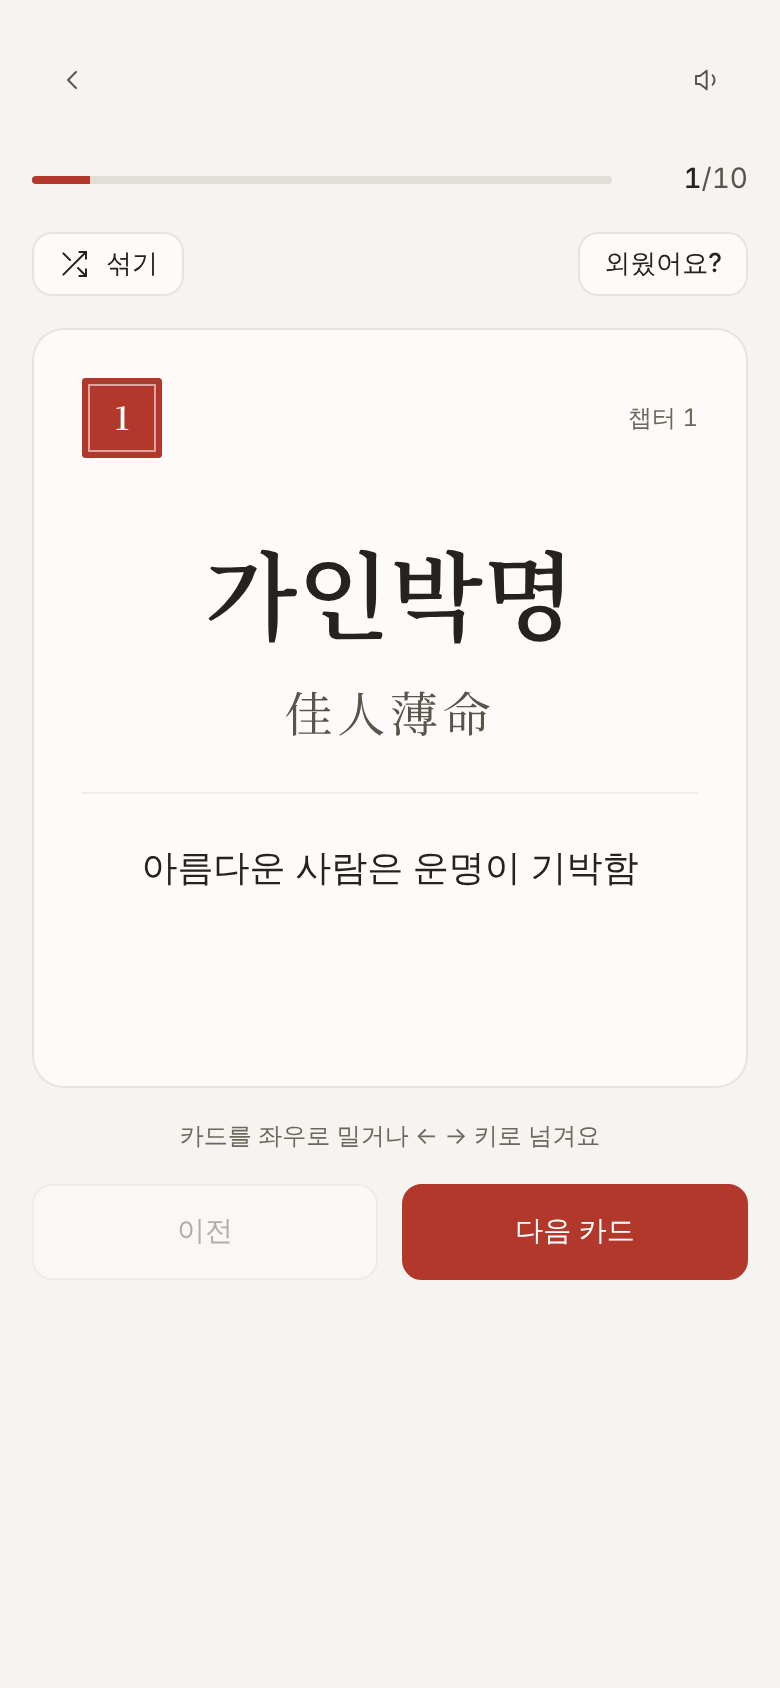 1/10
섞기
외웠어요?
1
챕터 1
가인박명
佳人薄命
아름다운 사람은 운명이 기박함
카드를 좌우로 밀거나 ← → 키로 넘겨요
이전
다음 카드